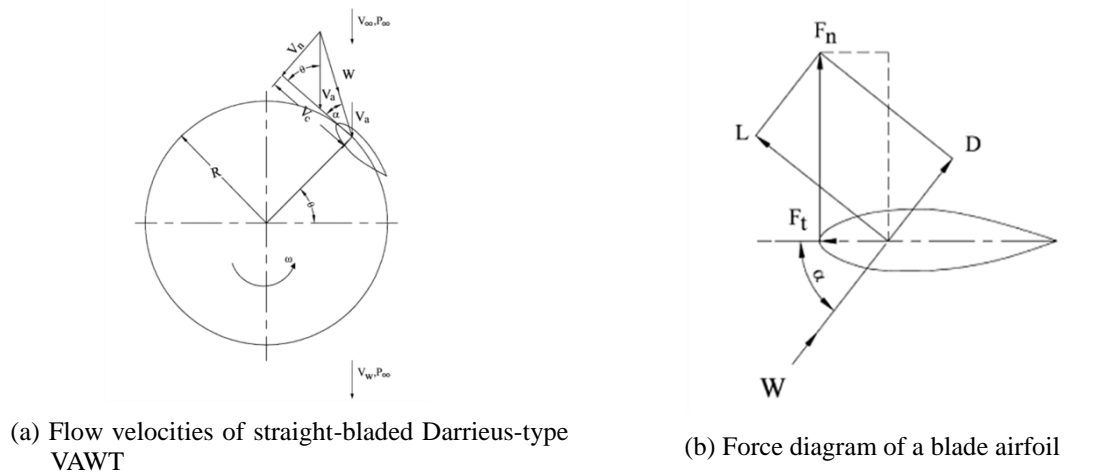 V∞,P∞
Vn
θ
W
Va
Vc
α
Va
R
θ
ω
Vw,P∞
(a) Flow velocities of straight-bladed Darrieus-type
VAWT
Fn
L
D
Ft
α
W
(b) Force diagram of a blade airfoil